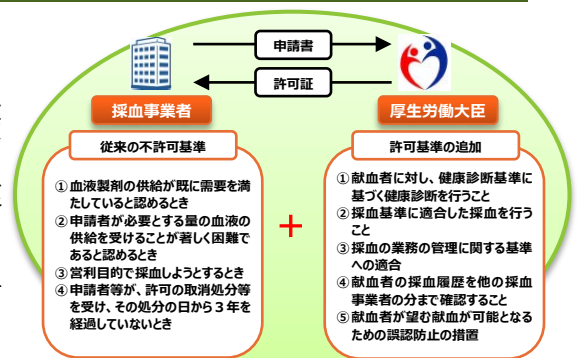 申請書
許可証
採血事業者
厚生労働大臣
従来の不許可基準
①血液製剤の供給が既に需要を満
たしていると認めるとき
②申請者が必要とする量の血液の
供給を受けることが著しく困難で
あると認めるとき
③営利目的で採血しようとするとき
④申請者等が、許可の取消処分等
を受け、その処分の日から３年を
経過していないとき
+
許可基準の追加
①献血者に対し、健康診断基準に
基づく健康診断を行うこと
②採血基準に適合した採血を行う
こと
③採血の業務の管理に関する基準
への適合
④献血者の採血履歴を他の採血
事業者の分まで確認すること
⑤献血者が望む献血が可能となる
ための誤認防止の措置